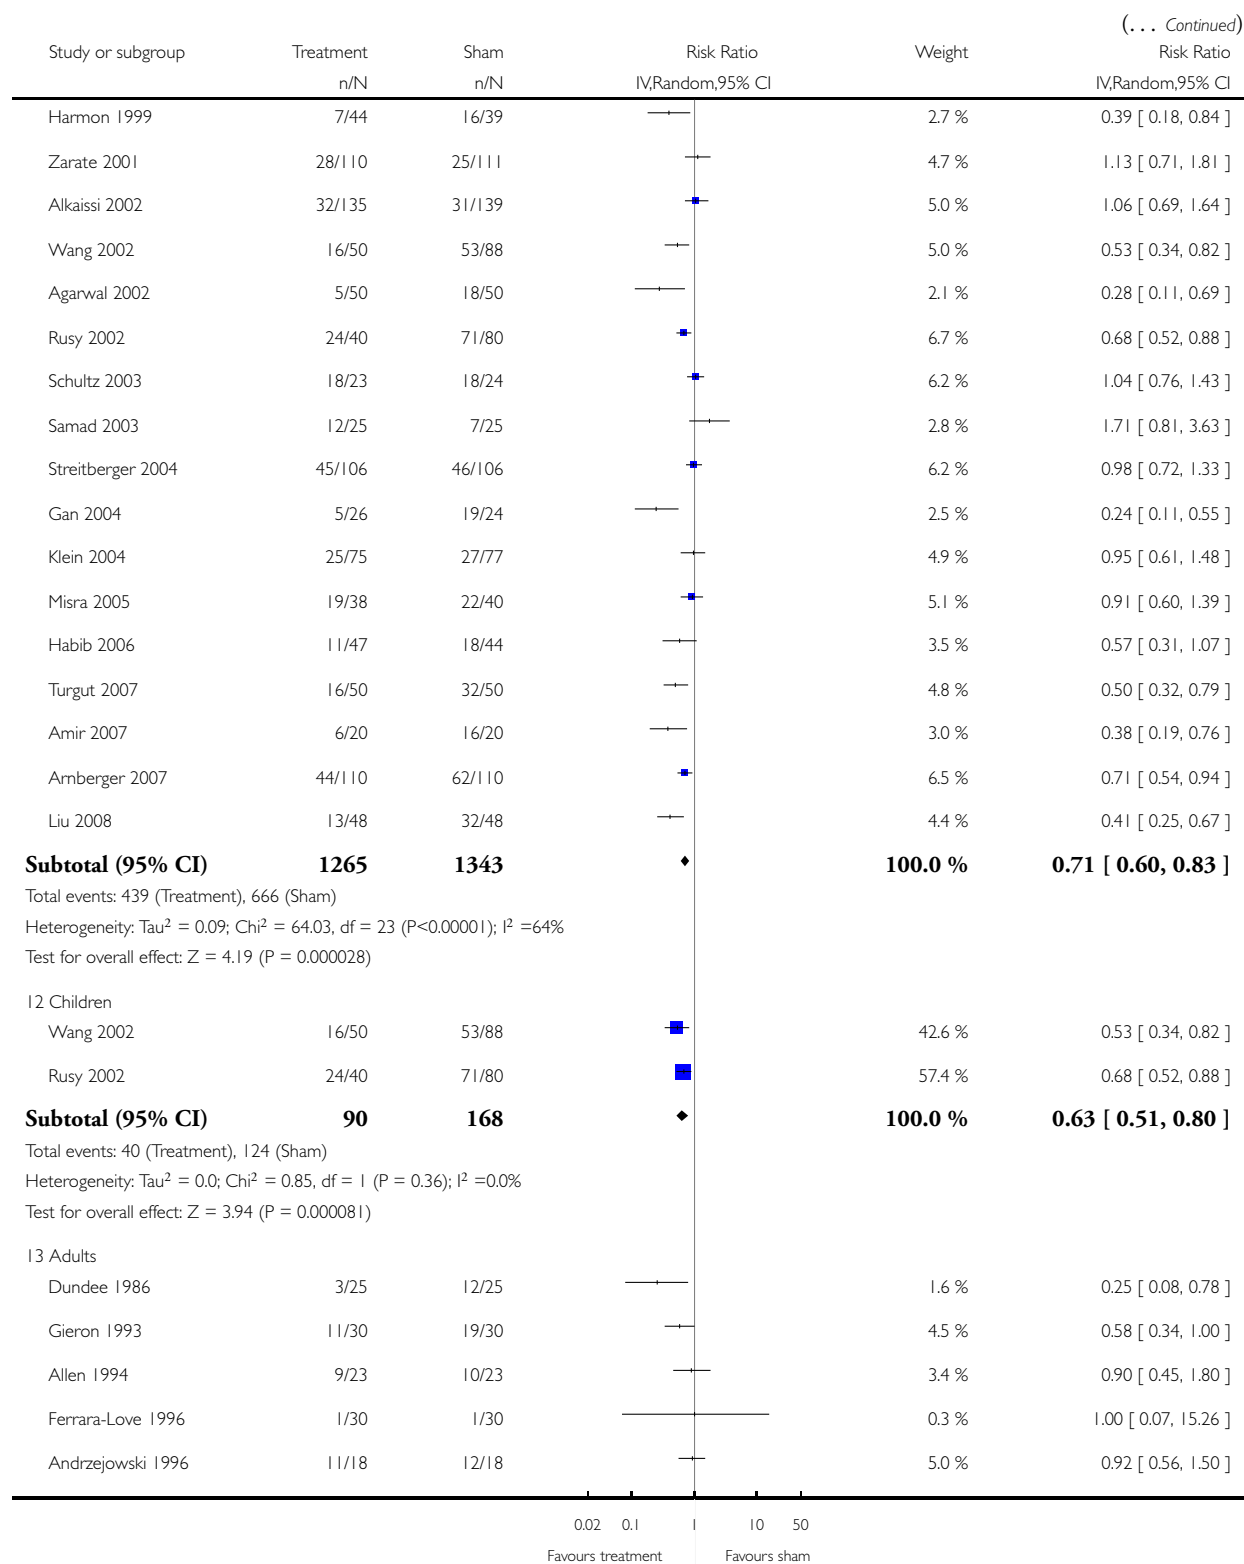 (... Continued)
Study or subgroup Treatment Sham Risk Ratio Weight Risk Ratio
n/N n/N IV,Random,95% CI IV,Random,95% CI
Harmon 1999 7/44 16/39 2.7 % 0.39 [ 0.18, 0.84 ]
Zarate 2001 28/110 25/111 4.7 % 1.13 [ 0.71, 1.81 ]
Alkaissi 2002 32/135 31/139 5.0 % 1.06 [ 0.69, 1.64 ]
Wang 2002 16/50 53/88 5.0 % 0.53 [ 0.34, 0.82 ]
Agarwal 2002 5/50 18/50 2.1 % 0.28 [ 0.11, 0.69 ]
Rusy 2002 24/40 71/80 6.7 % 0.68 [ 0.52, 0.88 ]
Schultz 2003 18/23 18/24 6.2 % 1.04 [ 0.76, 1.43 ]
Samad 2003 12/25 7/25 2.8 % 1.71 [ 0.81, 3.63 ]
Streitberger 2004 45/106 46/106 6.2 % 0.98 [ 0.72, 1.33 ]
Gan 2004 5/26 19/24 2.5 % 0.24 [ 0.11, 0.55 ]
Klein 2004 25/75 27/77 4.9 % 0.95 [ 0.61, 1.48 ]
Misra 2005 19/38 22/40 5.1 % 0.91 [ 0.60, 1.39 ]
Habib 2006 11/47 18/44 3.5 % 0.57 [ 0.31, 1.07 ]
Turgut 2007 16/50 32/50 4.8 % 0.50 [ 0.32, 0.79 ]
Amir 2007 6/20 16/20 3.0 % 0.38 [ 0.19, 0.76 ]
Arnberger 2007 44/110 62/110 6.5 % 0.71 [ 0.54, 0.94 ]
Liu 2008 13/48 32/48 4.4 % 0.41 [ 0.25, 0.67 ]
Subtotal (95% CI) 1265 1343 100.0 % 0.71 [ 0.60, 0.83 ]
Total events: 439 (Treatment), 666 (Sham)
Heterogeneity: Tau² = 0.09; Chi² = 64.03, df = 23 (P<0.00001); I² =64%
Test for overall effect: Z = 4.19 (P = 0.000028)
12 Children
Wang 2002 16/50 53/88 42.6 % 0.53 [ 0.34, 0.82 ]
Rusy 2002 24/40 71/80 57.4 % 0.68 [ 0.52, 0.88 ]
Subtotal (95% CI) 90 168 100.0 % 0.63 [ 0.51, 0.80 ]
Total events: 40 (Treatment), 124 (Sham)
Heterogeneity: Tau² = 0.0; Chi² = 0.85, df = 1 (P = 0.36); I² =0.0%
Test for overall effect: Z = 3.94 (P = 0.000081)
13 Adults
Dundee 1986 3/25 12/25 1.6 % 0.25 [ 0.08, 0.78 ]
Gieron 1993 11/30 19/30 4.5 % 0.58 [ 0.34, 1.00 ]
Allen 1994 9/23 10/23 3.4 % 0.90 [ 0.45, 1.80 ]
Ferrara-Love 1996 1/30 1/30 0.3 % 1.00 [ 0.07, 15.26 ]
Andrzejowski 1996 11/18 12/18 5.0 % 0.92 [ 0.56, 1.50 ]
0.02 0.1 1 10 50
Favours treatment Favours sham